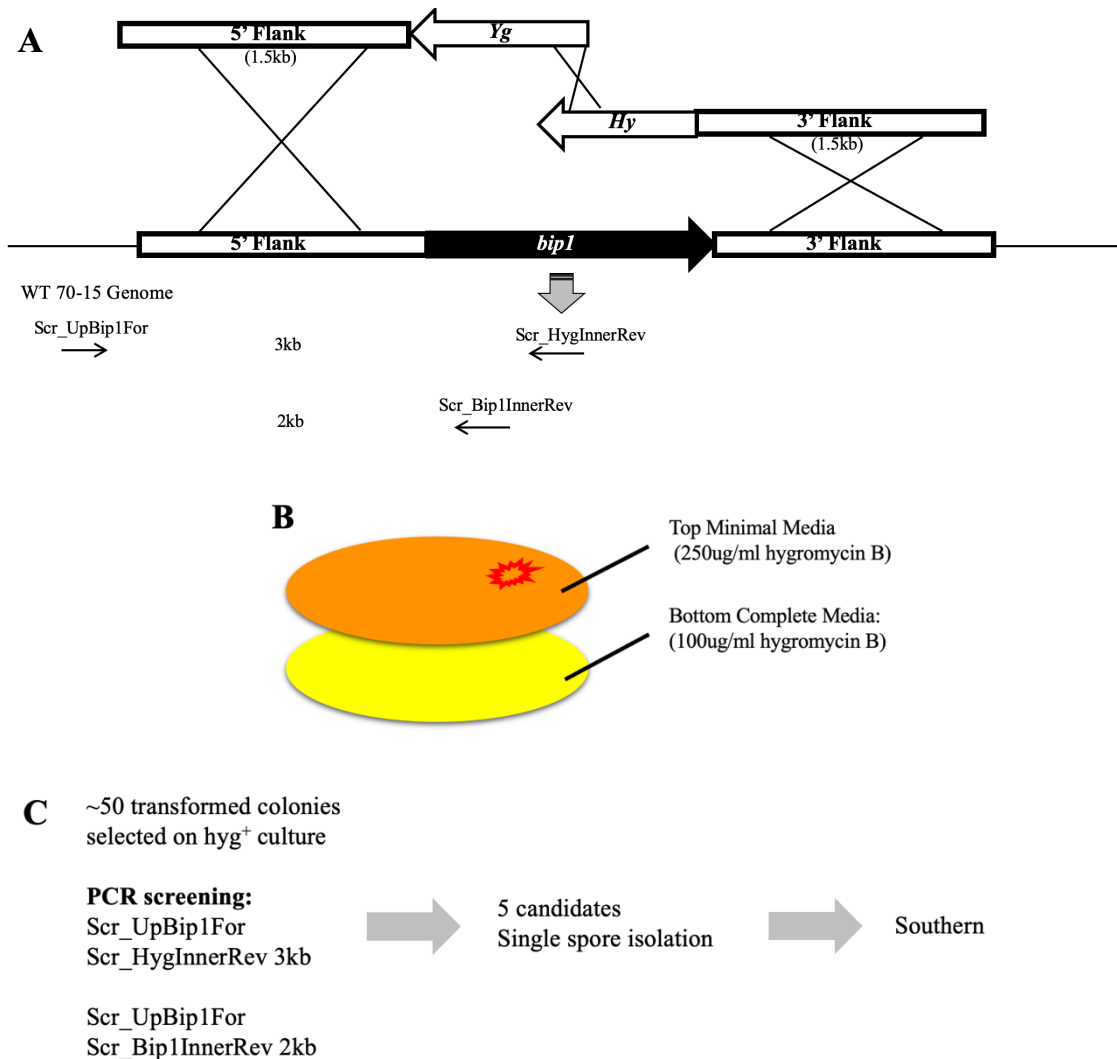 A
5’ Flank
(1.5kb)
Yg
Hy
3’ Flank
(1.5kb)
5’ Flank
bip1
3’ Flank
WT 70-15 Genome
Scr_UpBip1For
3kb
Scr_HygInnerRev
2kb
Scr_Bip1InnerRev
B
Top Minimal Media
(250ug/ml hygromycin B)
Bottom Complete Media:
(100ug/ml hygromycin B)
C
~50 transformed colonies
selected on hyg⁺ culture
PCR screening:
Scr_UpBip1For
Scr_HygInnerRev 3kb
Scr_UpBip1For
Scr_Bip1InnerRev 2kb
5 candidates
Single spore isolation
Southern